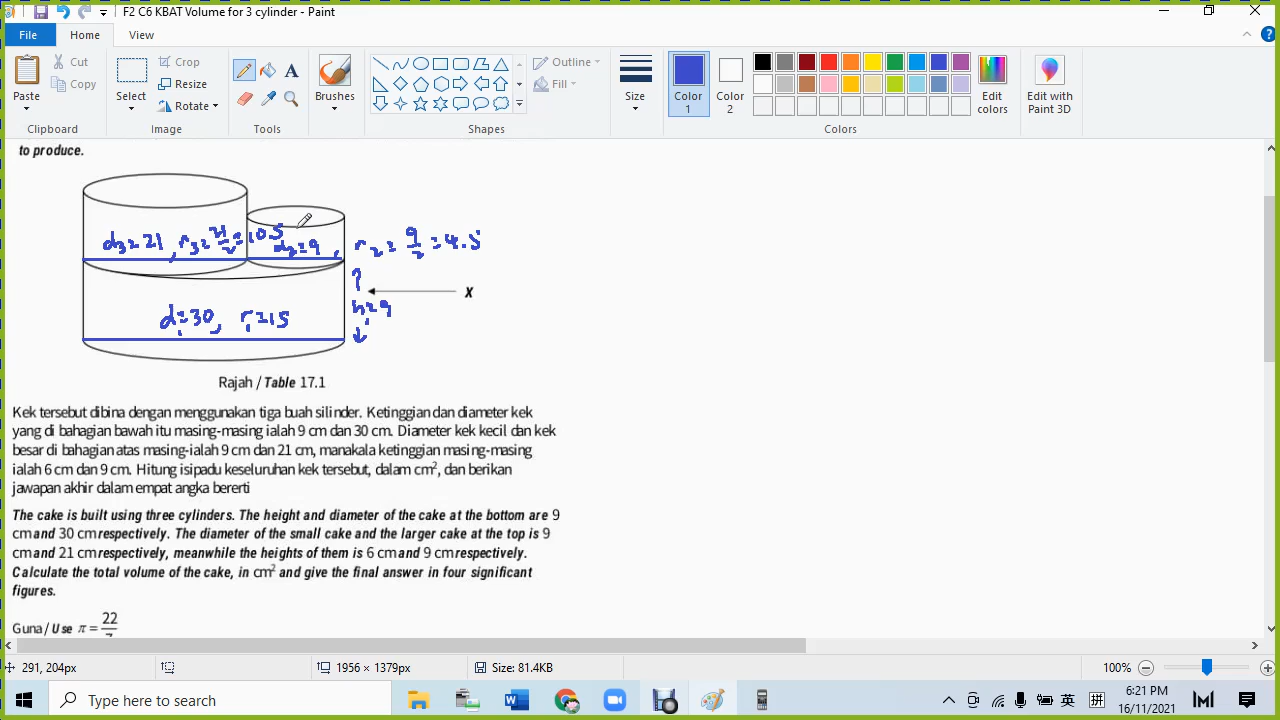 F2 C6 KBAT Volume for 3 cylinder - Paint
File Home View
Paste Cut Copy Clipboard
Select Crop Resize Rotate Image
Tools
Brushes
Outline Fill Shapes
Size
Color 1 Color 2
Edit colors
Colors
Edit with Paint 3D
to produce.
d₃=21, r₃=21/2=10.5 d₂=9, r₂=9/2=4.5
X
h₁=9
d₁=30, r₁=15
Rajah / Table 17.1
Kek tersebut dibina dengan menggunakan tiga buah silinder. Ketinggian dan diameter kek
yang di bahagian bawah itu masing-masing ialah 9 cm dan 30 cm. Diameter kek kecil dan kek
besar di bahagian atas masing-masing ialah 9 cm dan 21 cm, manakala ketinggian masing-masing
ialah 6 cm dan 9 cm. Hitung isipadu keseluruhan kek tersebut, dalam cm², dan berikan
jawapan akhir dalam empat angka bererti
The cake is built using three cylinders. The height and diameter of the cake at the bottom are 9
cm and 30 cm respectively. The diameter of the small cake and the larger cake at the top is 9
cm and 21 cm respectively, meanwhile the heights of them is 6 cm and 9 cm respectively.
Calculate the total volume of the cake, in cm² and give the final answer in four significant
figures.
Guna / Use π = 22
291, 204px
1956 × 1379px
Size: 81.4KB
100%
Type here to search
英
拼
6:21 PM
16/11/2021